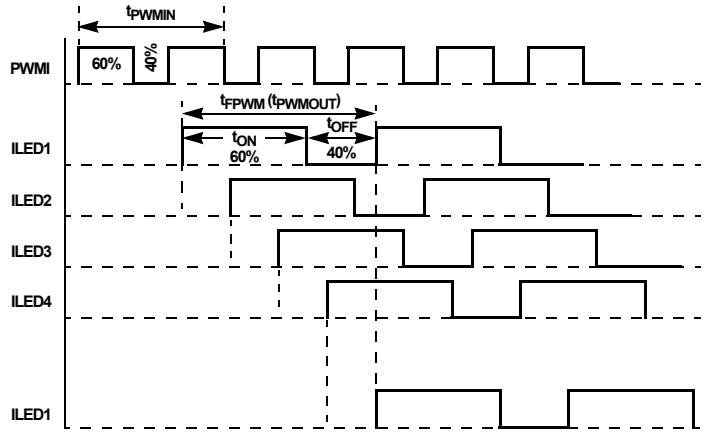 tPWMIN
PWMI
60%
40%
tFPWM (tPWMOUT)
ILED1
tON
60%
tOFF
40%
ILED2
ILED3
ILED4
ILED1